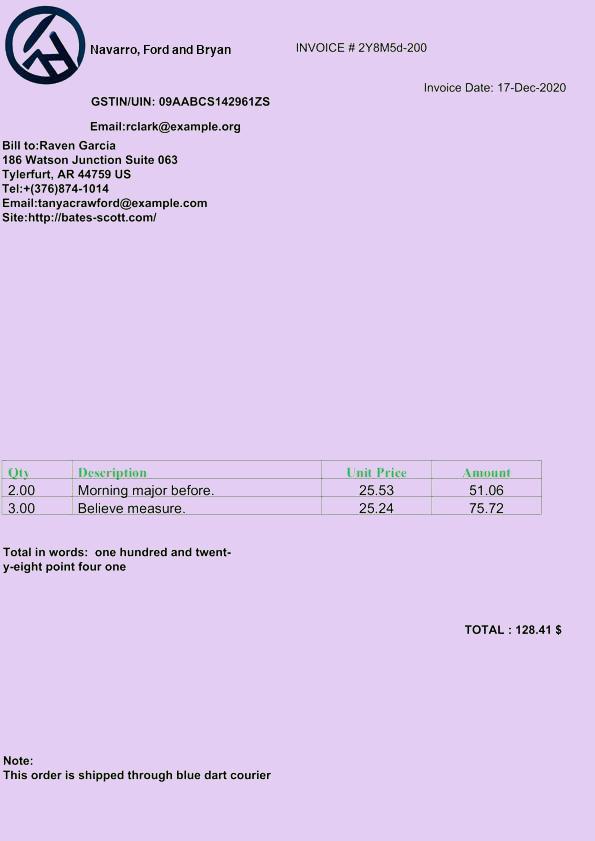 Navarro, Ford and Bryan
INVOICE # 2Y8M5d-200
Invoice Date: 17-Dec-2020
GSTIN/UIN: 09AABCS142961ZS
Email:rclark@example.org
Bill to:Raven Garcia
186 Watson Junction Suite 063
Tylerfurt, AR 44759 US
Tel:+(376)874-1014
Email:tanyacrawford@example.com
Site:http://bates-scott.com/
Qty Description Unit Price Amount
2.00 Morning major before. 25.53 51.06
3.00 Believe measure. 25.24 75.72
Total in words:  one hundred and twent-
y-eight point four one
TOTAL : 128.41 $
Note:
This order is shipped through blue dart courier